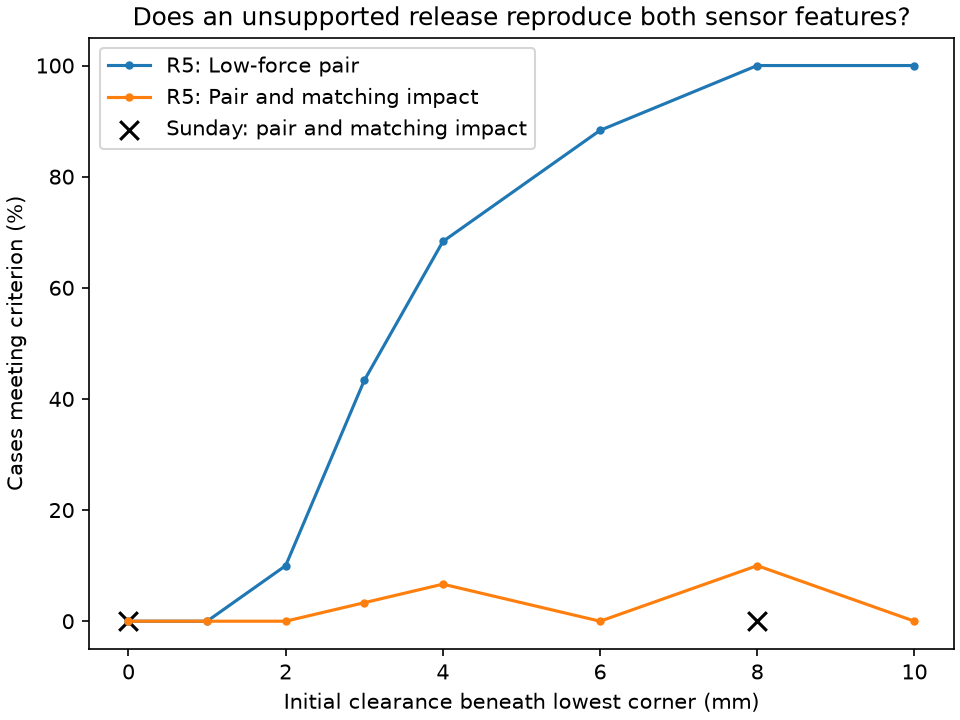 Does an unsupported release reproduce both sensor features?
R5: Low-force pair
R5: Pair and matching impact
Sunday: pair and matching impact
Cases meeting criterion (%)
100
80
60
40
20
0
0 2 4 6 8 10
Initial clearance beneath lowest corner (mm)